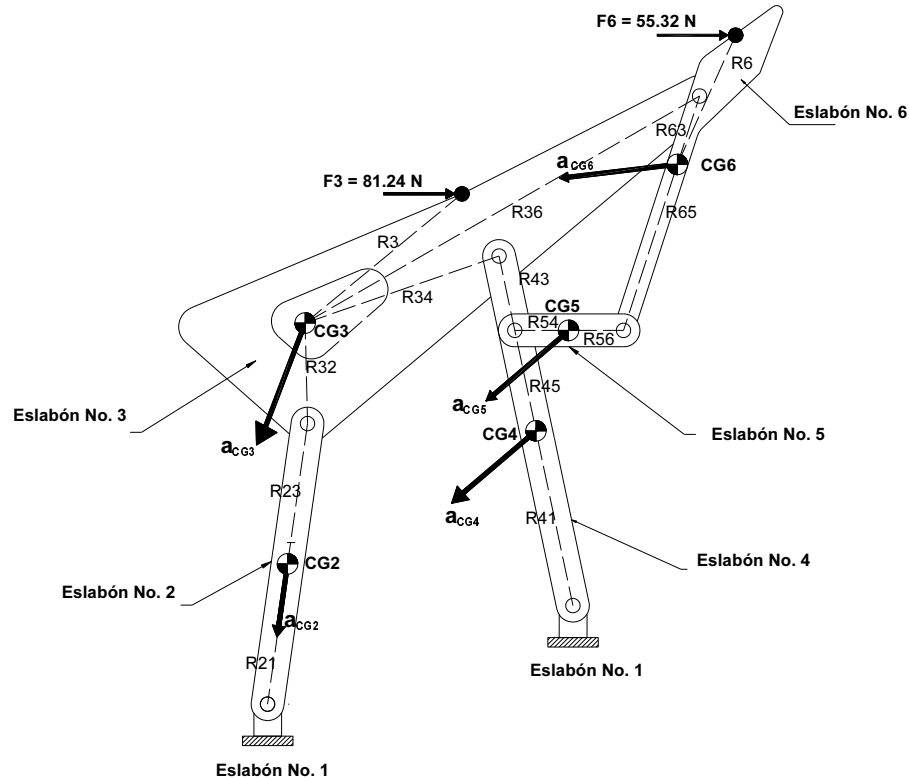 F6 = 55.32 N
R6
Eslabón No. 6
R63
aCG6
CG6
F3 = 81.24 N
R36
R65
R3
R43
R34
CG5
R54
R56
CG3
R32
R45
aCG5
Eslabón No. 3
CG4
Eslabón No. 5
aCG3
R23
aCG4
R41
CG2
Eslabón No. 4
Eslabón No. 2
aCG2
R21
Eslabón No. 1
Eslabón No. 1